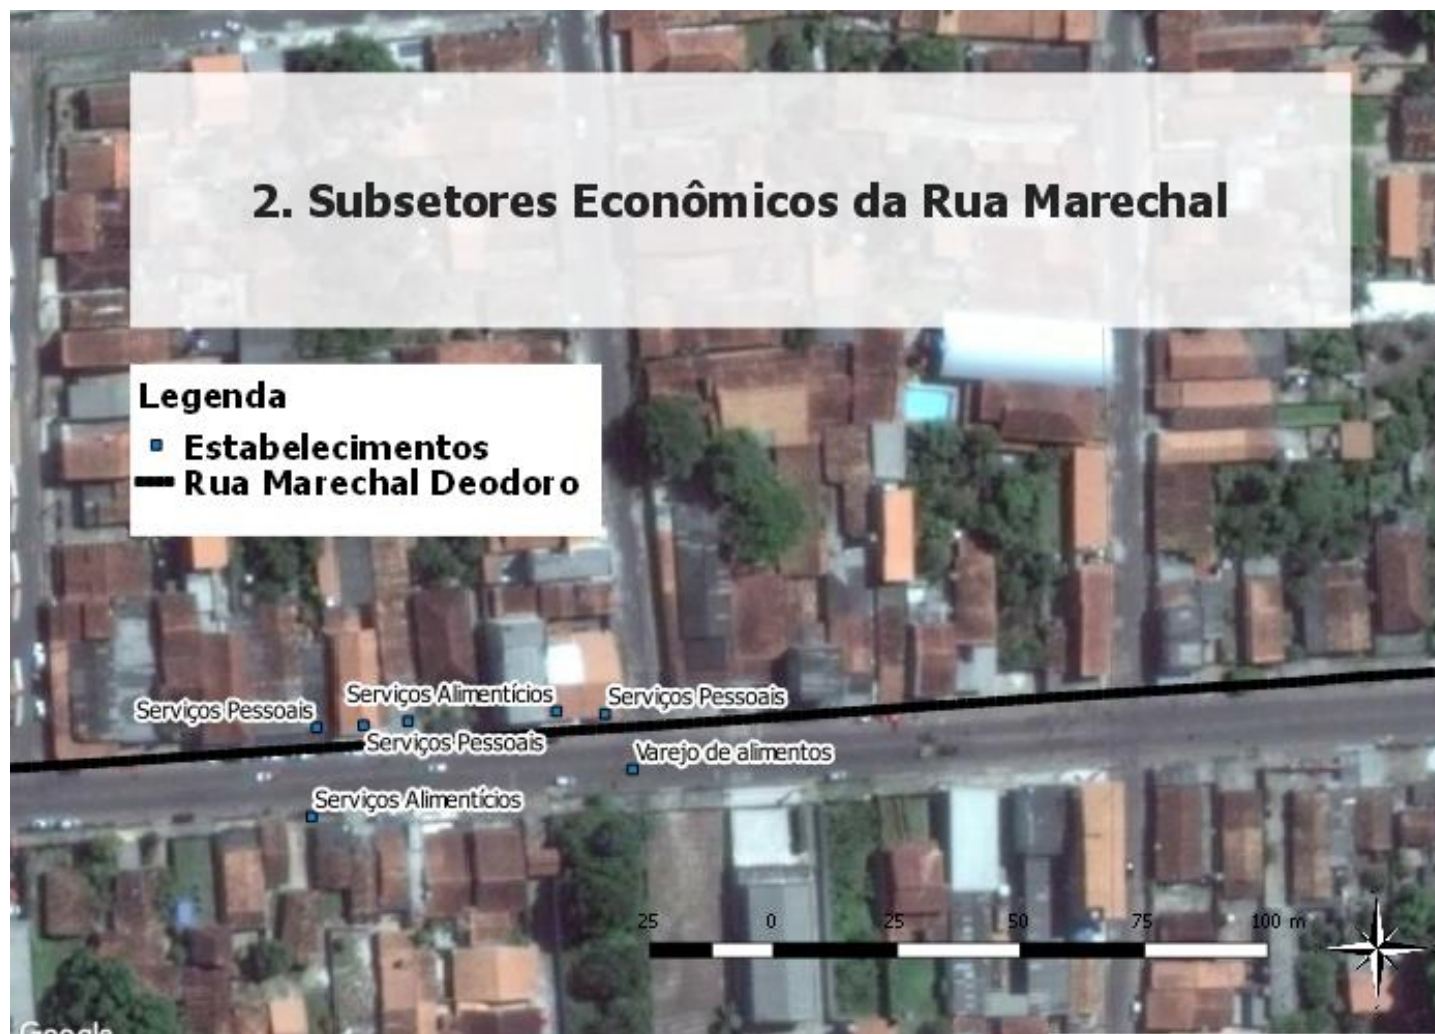 2. Subsetores Econômicos da Rua Marechal
Legenda
Estabelecimentos
Rua Marechal Deodoro
Serviços Alimentícios
Serviços Pessoais
Serviços Pessoais
Serviços Pessoais
Varejo de alimentos
Serviços Alimentícios
25 0 25 50 75 100 m
Google